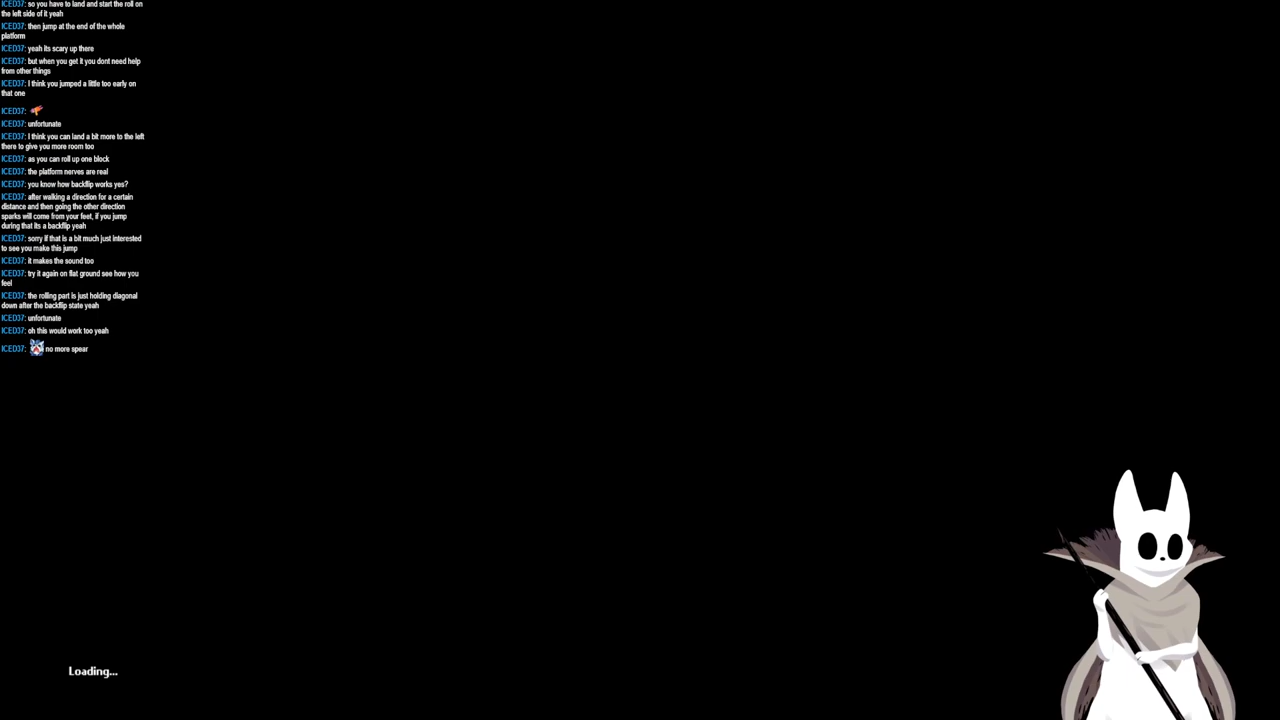 ICED37: so you have to land and start the roll on
the left side of it yeah
ICED37: then jump at the end of the whole
platform
ICED37: yeah its scary up there
ICED37: but when you get it you dont need help
from other things
ICED37: I think you jumped a little too early on
that one
ICED37:
ICED37: unfortunate
ICED37: I think you can land a bit more to the left
there to give you more room too
ICED37: as you can roll up one block
ICED37: the platform nerves are real
ICED37: you know how backflip works yes?
ICED37: after walking a direction for a certain
distance and then going the other direction
sparks will come from your feet, if you jump
during that its a backflip yeah
ICED37: sorry if that is a bit much just interested
to see you make this jump
ICED37: it makes the sound too
ICED37: try it again on flat ground see how you
feel
ICED37: the rolling part is just holding diagonal
down after the backflip state yeah
ICED37: unfortunate
ICED37: oh this would work too yeah
ICED37: no more spear
Loading...